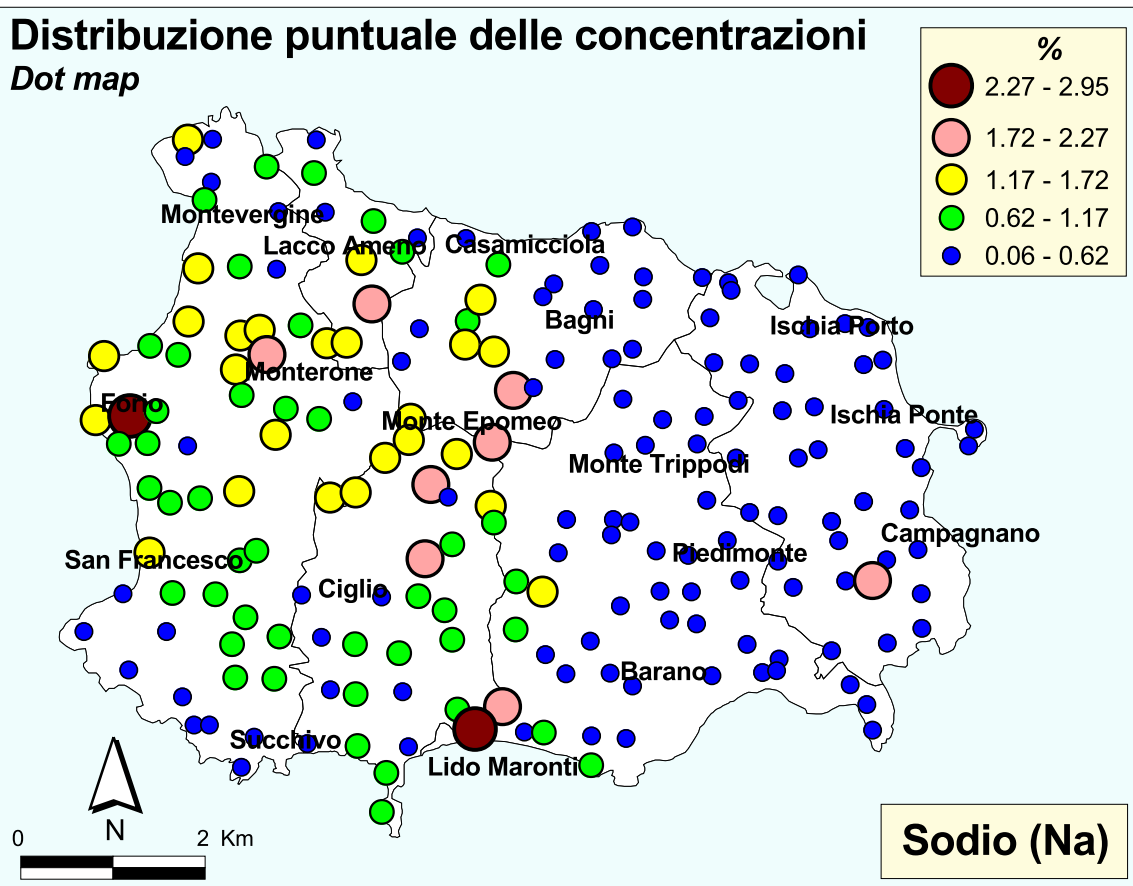 Distribuzione puntuale delle concentrazioni
Dot map
%
2.27 - 2.95
1.72 - 2.27
1.17 - 1.72
0.62 - 1.17
0.06 - 0.62
Montevergine
Lacco Ameno
Casamicciola
Bagni
Ischia Porto
Monterone
Forio
Monte Epomeo
Ischia Ponte
Monte Trippodi
Campagnano
Piedimonte
San Francesco
Ciglio
Barano
Succhivo
Lido Maronti
N
0 2 Km
Sodio (Na)